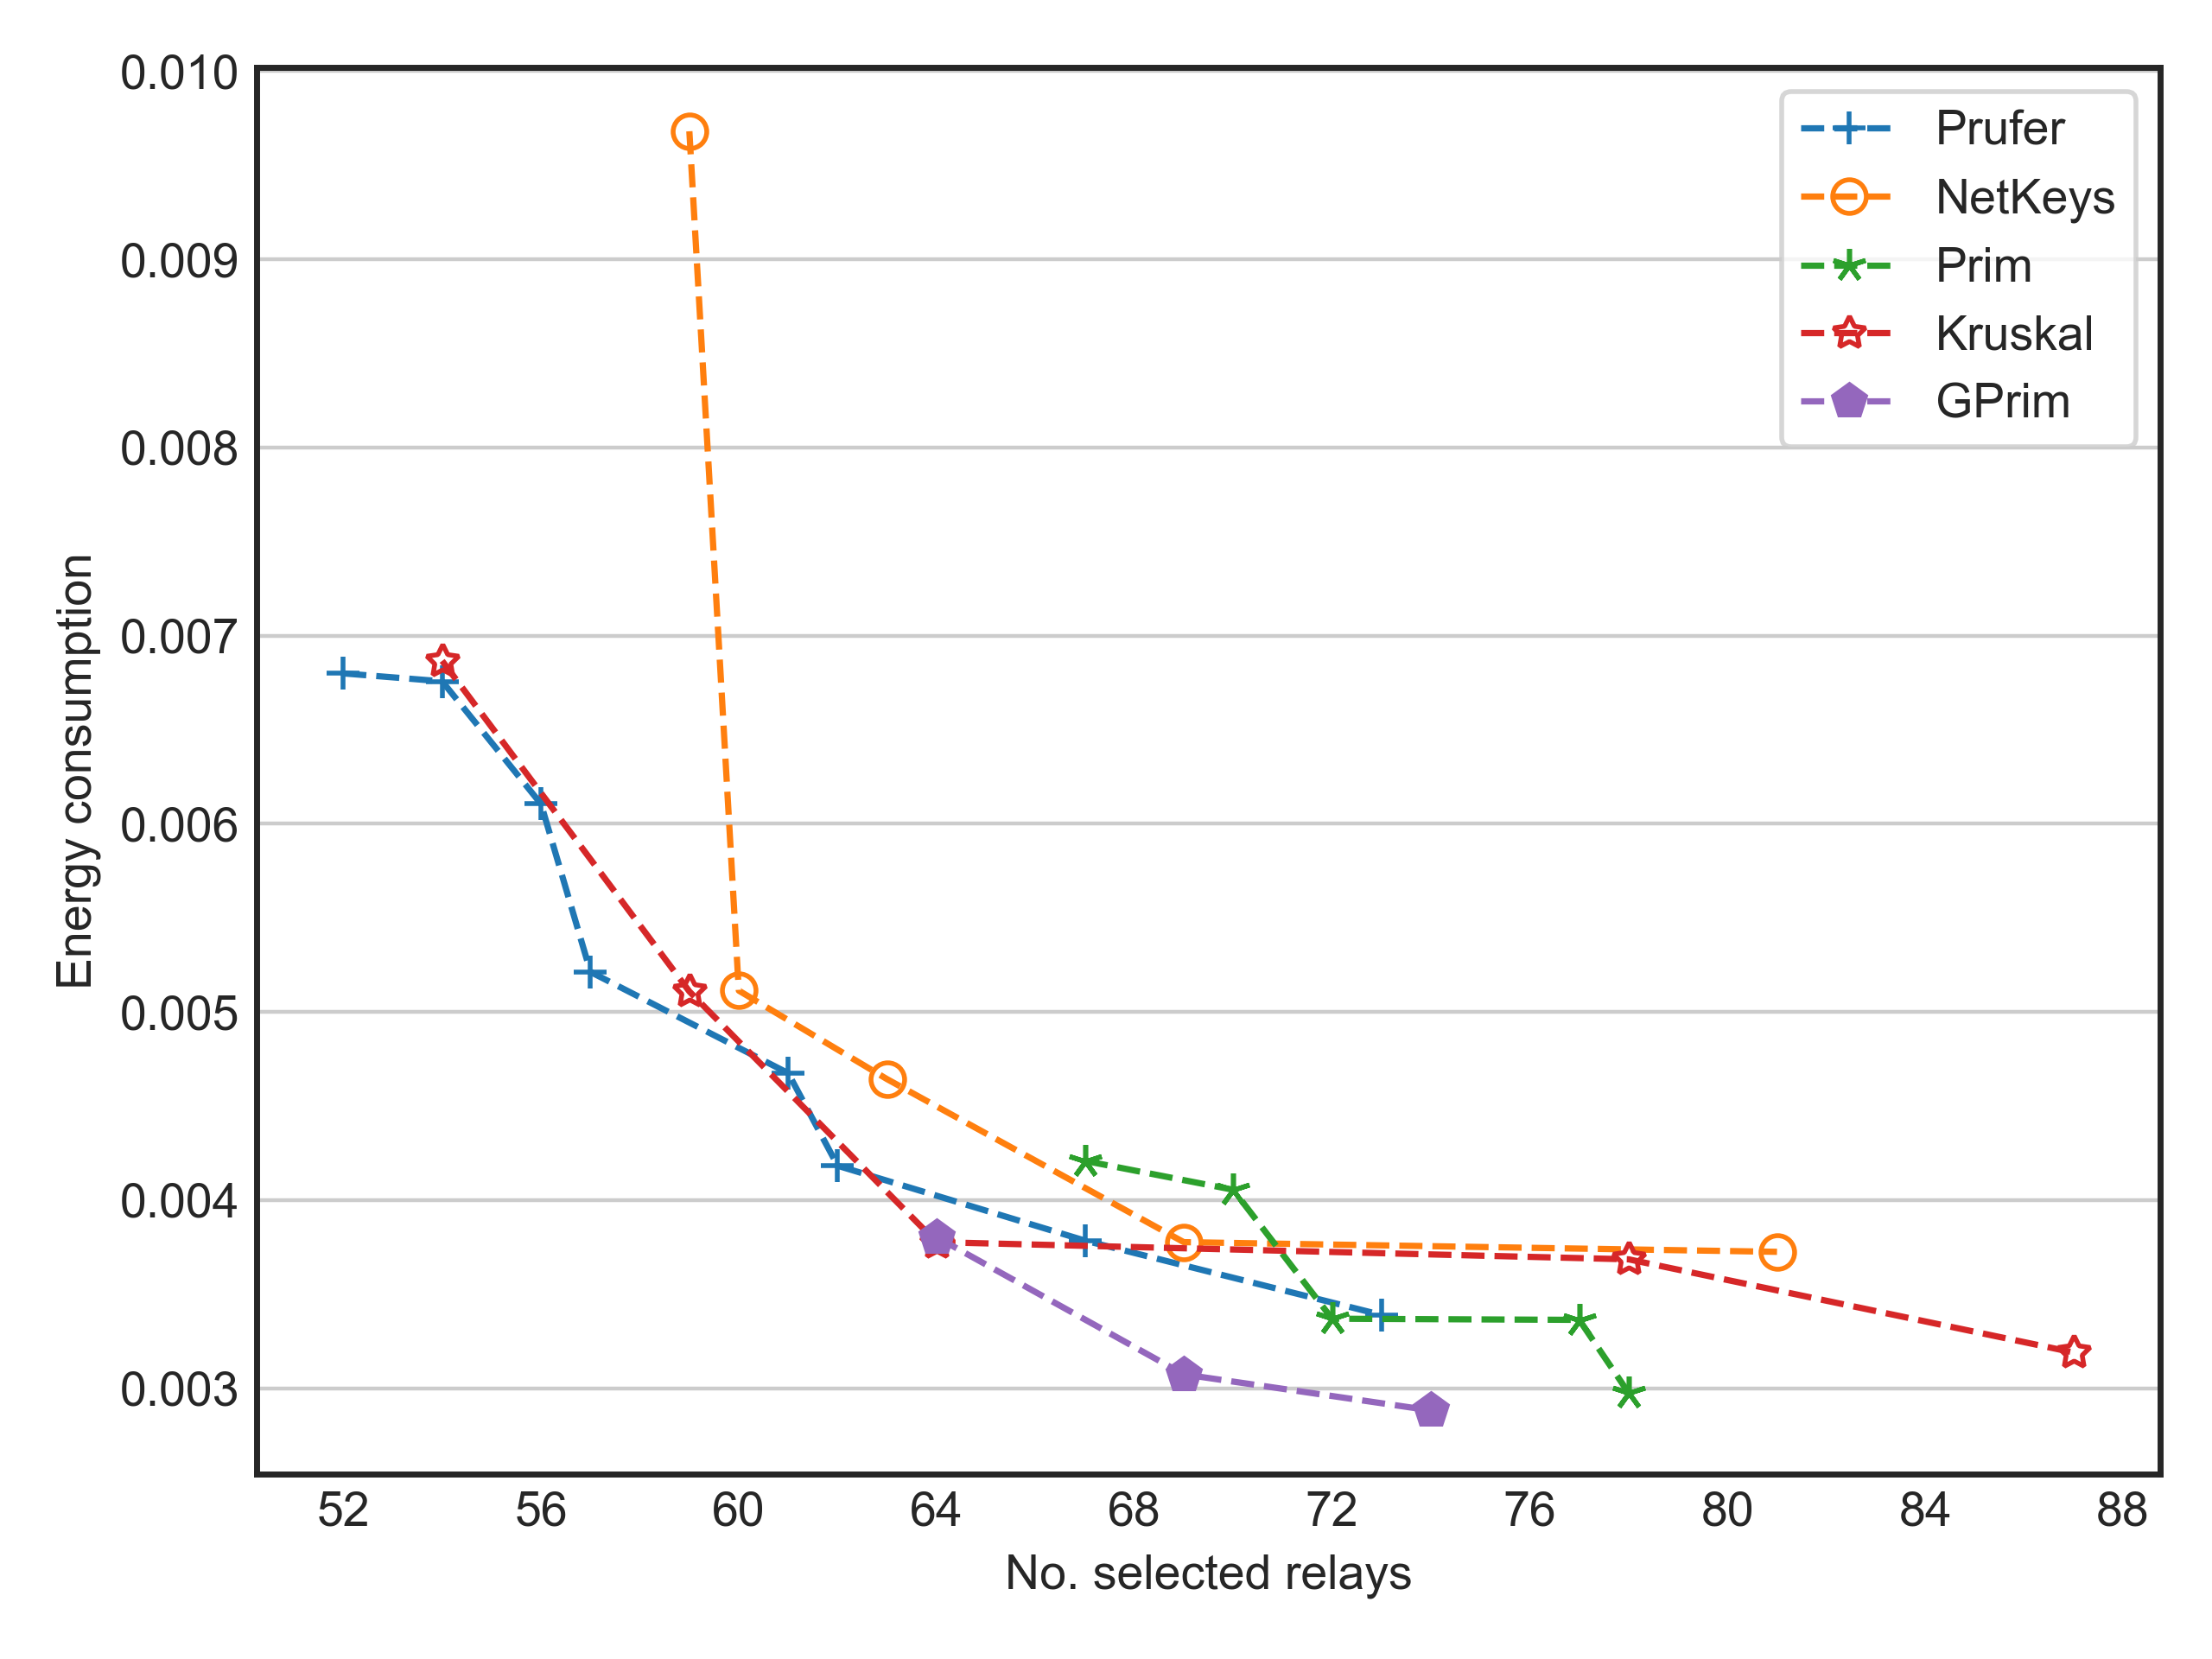 0.010
0.009
0.008
0.007
0.006
0.005
0.004
0.003
Energy consumption
52 56 60 64 68 72 76 80 84 88
No. selected relays
Prufer
NetKeys
Prim
Kruskal
GPrim